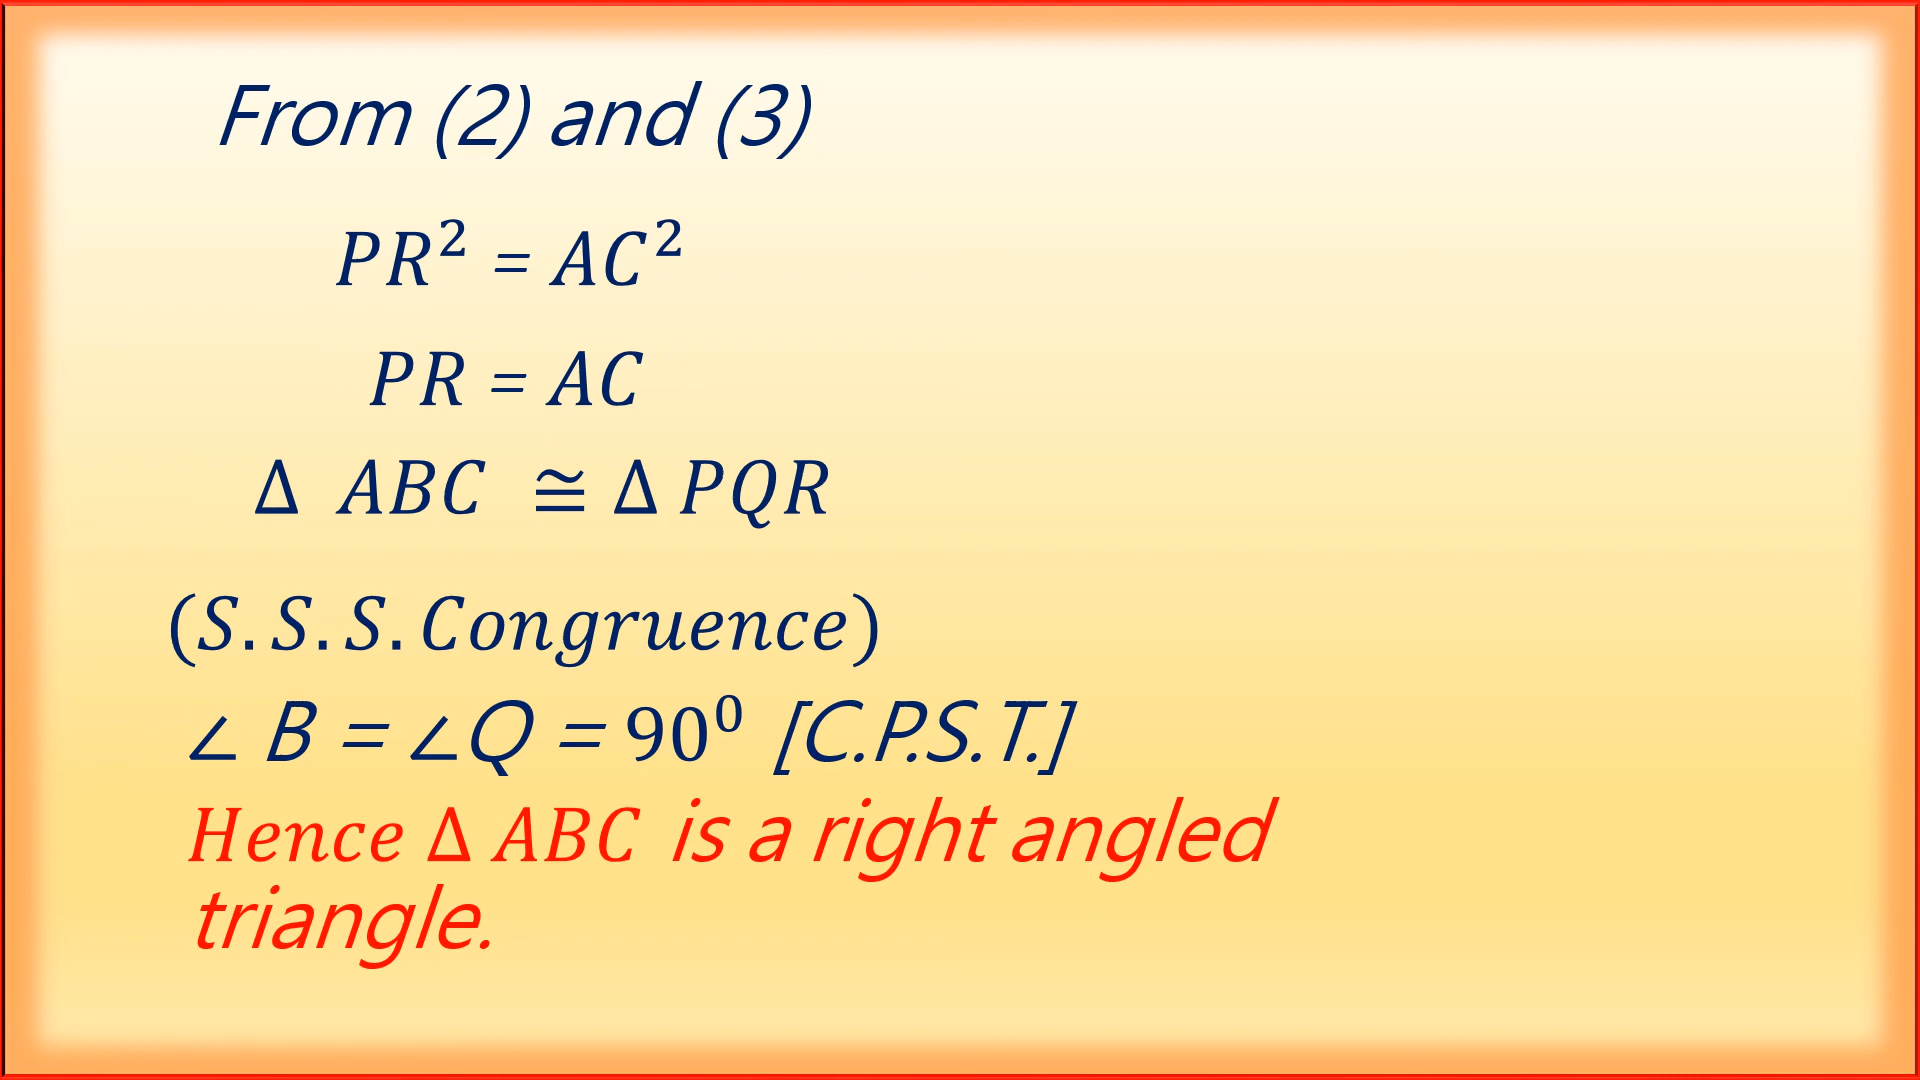 From (2) and (3)
PR² = AC²
PR = AC
Δ ABC ≅ Δ PQR
(S.S.S.Congruence)
∠ B = ∠Q = 90⁰ [C.P.S.T.]
Hence Δ ABC is a right angled
triangle.